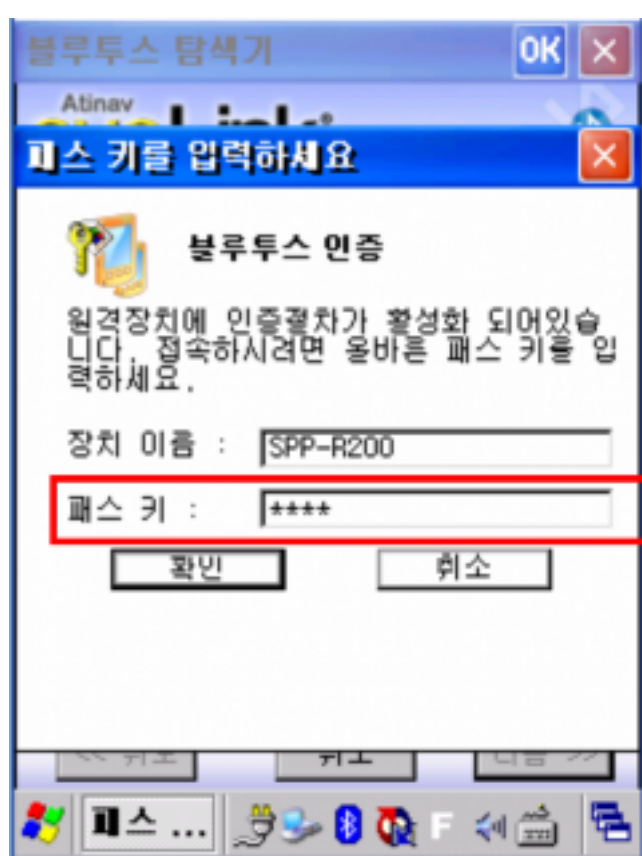 블루투스 탐색기 OK
Atinav
패스 키를 입력하세요
블루투스 인증
원격장치에 인증절차가 활성화 되어있습
니다. 접속하시려면 올바른 패스 키를 입
력하세요.
장치 이름 : SPP-R200
패스 키 : ****
확인 취소
<< 뒤로 취소 다음 >>
패스 ... F